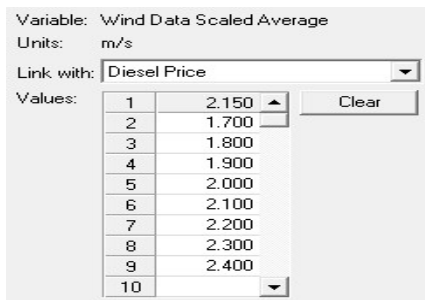 Variable: Wind Data Scaled Average
Units: m/s
Link with: Diesel Price
Values: 1 2.150 Clear
2 1.700
3 1.800
4 1.900
5 2.000
6 2.100
7 2.200
8 2.300
9 2.400
10